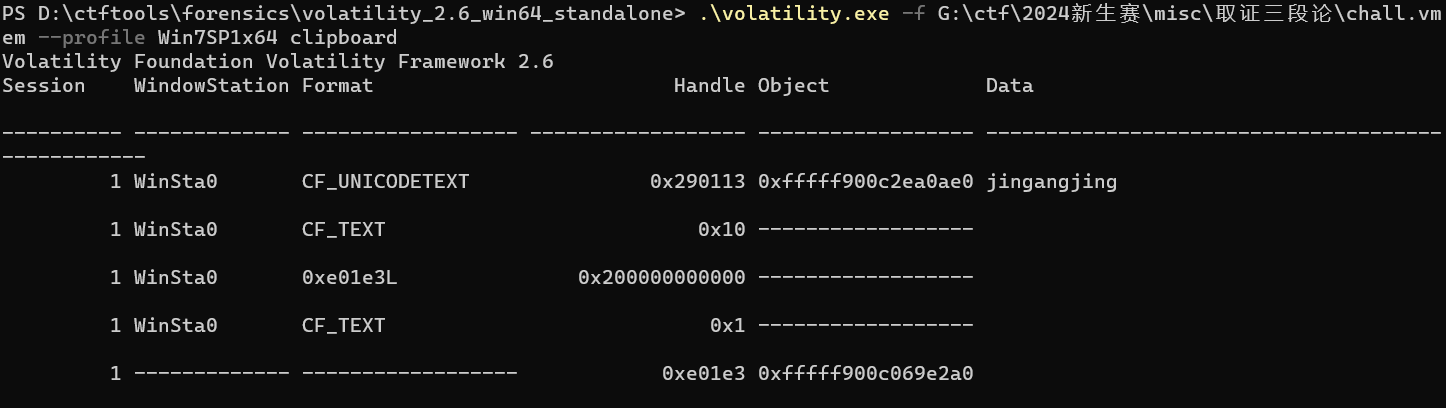 PS D:\ctftools\forensics\volatility_2.6_win64_standalone> .\volatility.exe -f G:\ctf\2024新生赛\misc\取证三段论\chall.vm
em --profile Win7SP1x64 clipboard
Volatility Foundation Volatility Framework 2.6
Session    WindowStation Format                         Handle Object             Data
---------- ------------- ------------------ ------------------ ------------------ --------------------------------------
------------
         1 WinSta0       CF_UNICODETEXT               0x290113 0xfffff900c2ea0ae0 jingangjing
         1 WinSta0       CF_TEXT                          0x10 ------------------
         1 WinSta0       0xe01e3L               0x200000000000 ------------------
         1 WinSta0       CF_TEXT                           0x1 ------------------
         1 ------------- ------------------            0xe01e3 0xfffff900c069e2a0